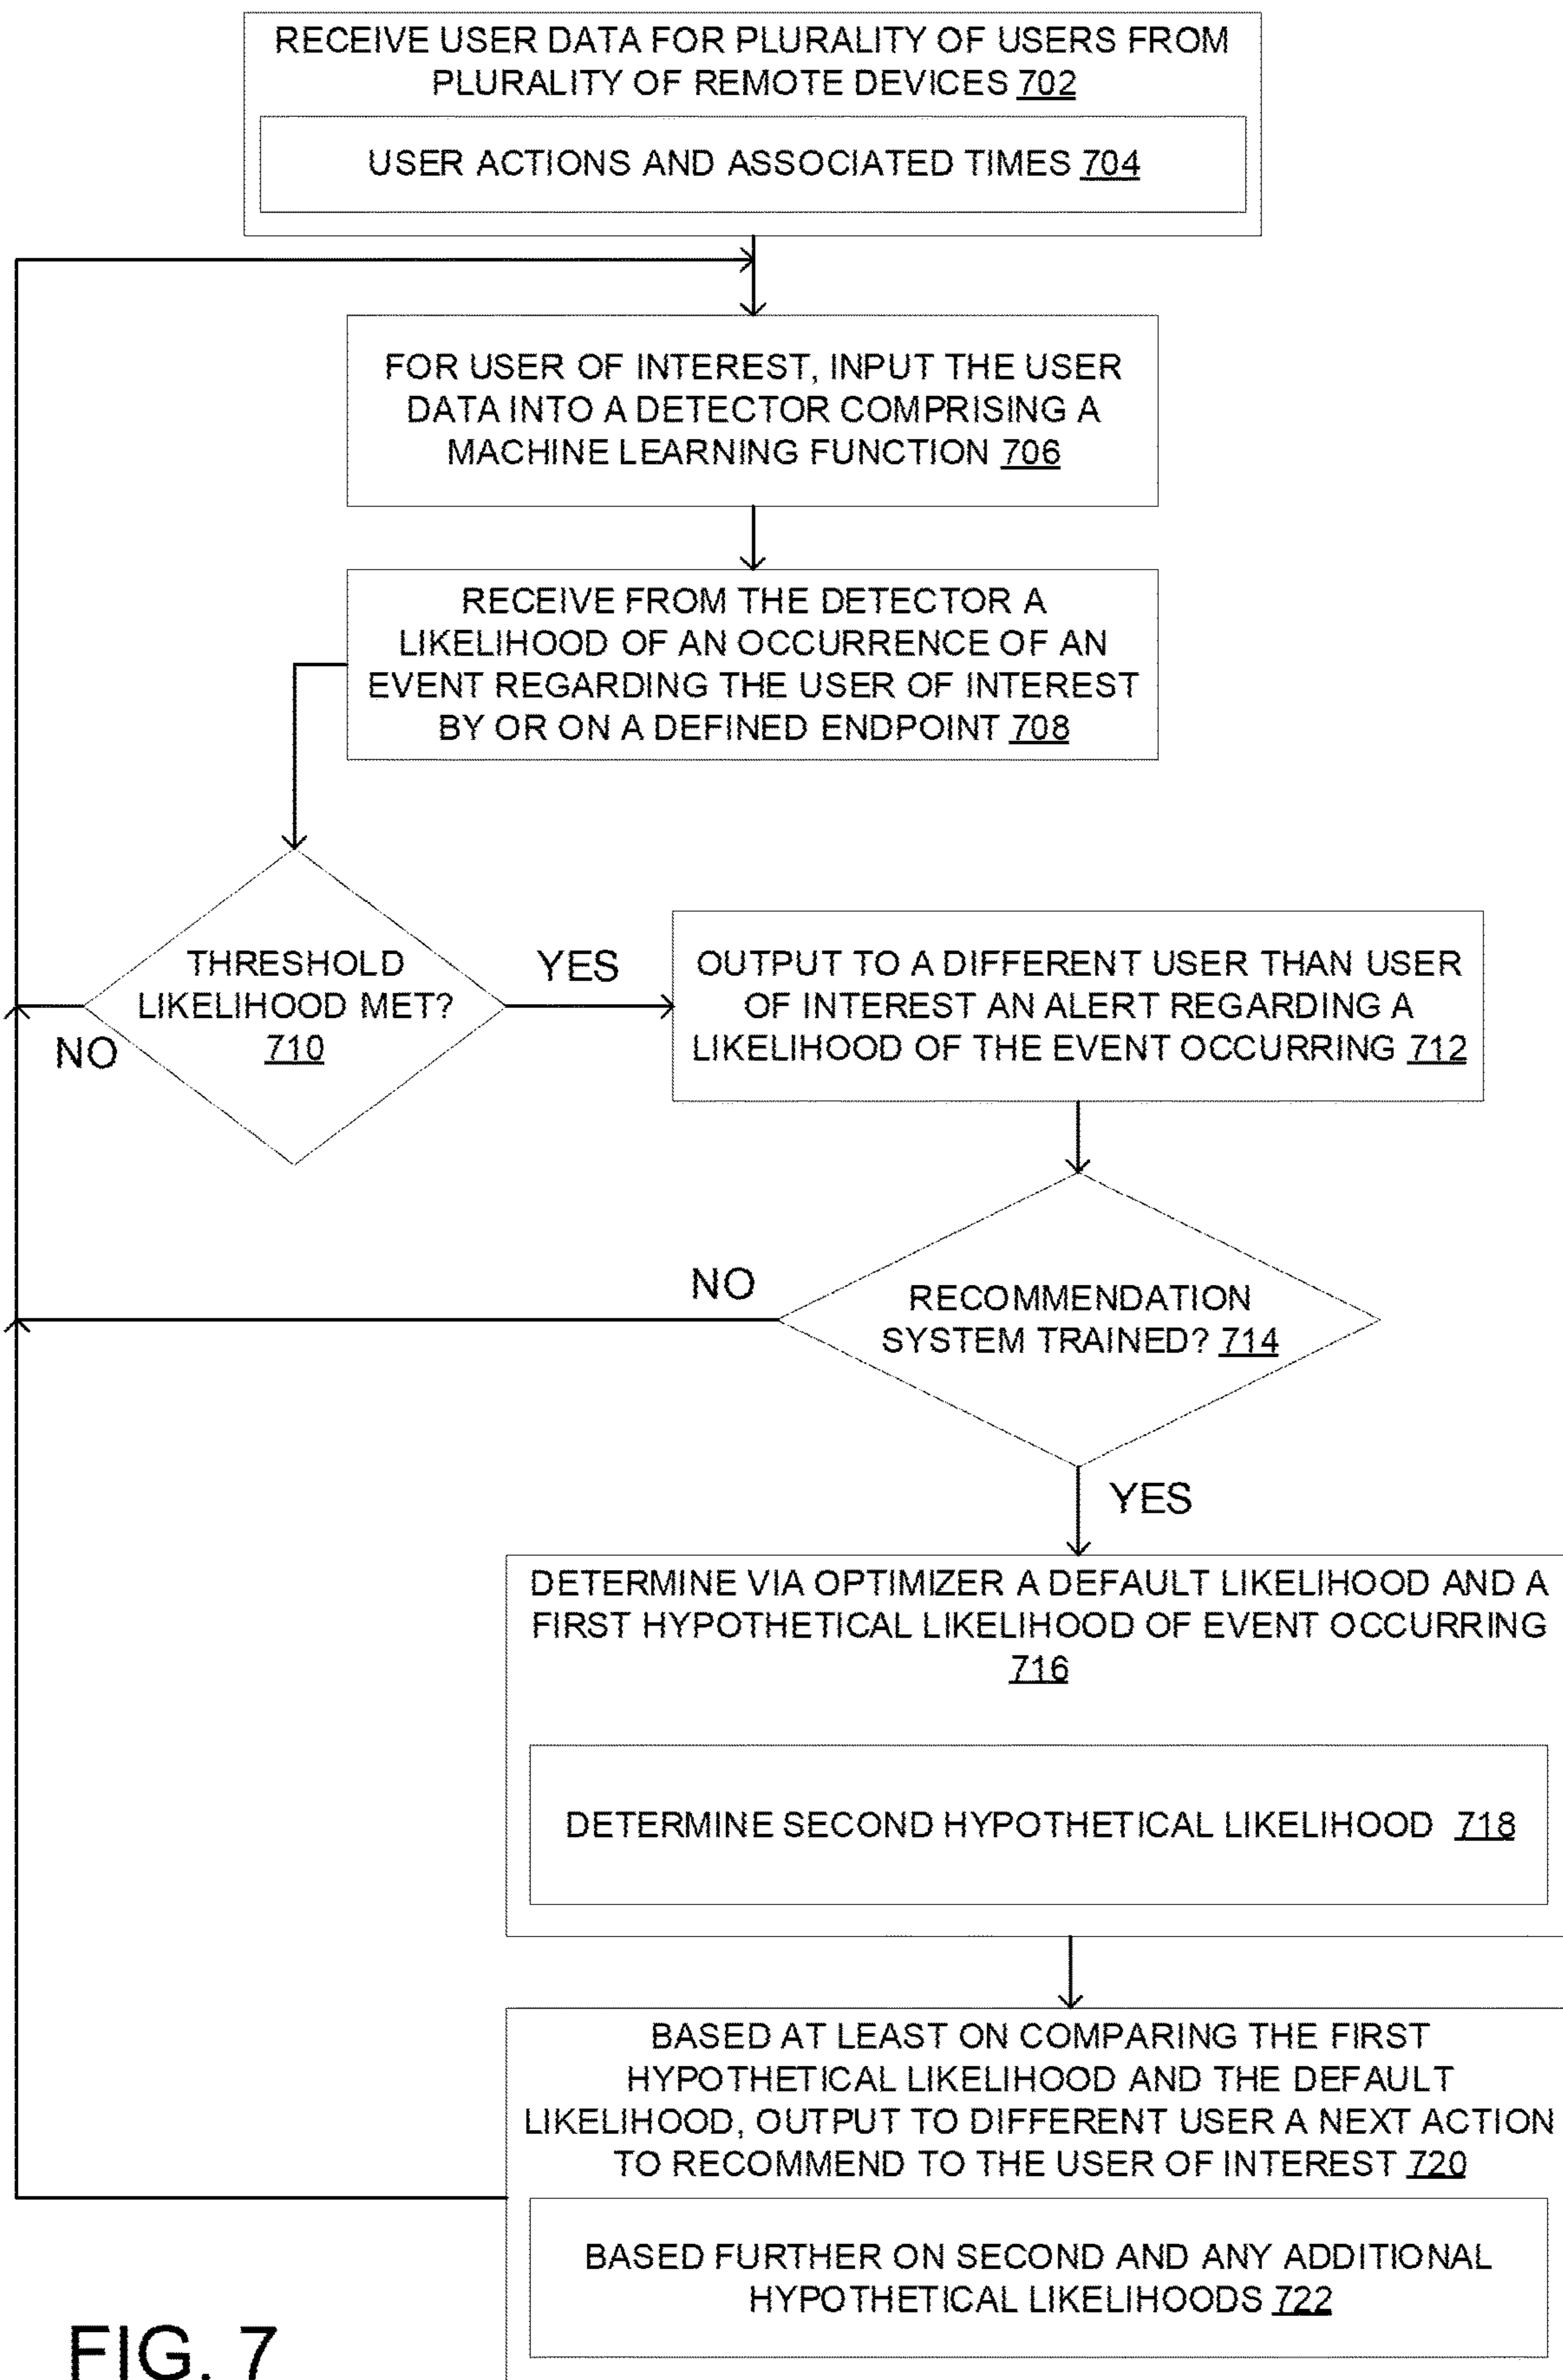 RECEIVE USER DATA FOR PLURALITY OF USERS FROM
PLURALITY OF REMOTE DEVICES 702
USER ACTIONS AND ASSOCIATED TIMES 704
FOR USER OF INTEREST, INPUT THE USER
DATA INTO A DETECTOR COMPRISING A
MACHINE LEARNING FUNCTION 706
RECEIVE FROM THE DETECTOR A
LIKELIHOOD OF AN OCCURRENCE OF AN
EVENT REGARDING THE USER OF INTEREST
BY OR ON A DEFINED ENDPOINT 708
THRESHOLD
LIKELIHOOD MET?
710
YES
NO
OUTPUT TO A DIFFERENT USER THAN USER
OF INTEREST AN ALERT REGARDING A
LIKELIHOOD OF THE EVENT OCCURRING 712
NO
RECOMMENDATION
SYSTEM TRAINED? 714
YES
DETERMINE VIA OPTIMIZER A DEFAULT LIKELIHOOD AND A
FIRST HYPOTHETICAL LIKELIHOOD OF EVENT OCCURRING
716
DETERMINE SECOND HYPOTHETICAL LIKELIHOOD 718
BASED AT LEAST ON COMPARING THE FIRST
HYPOTHETICAL LIKELIHOOD AND THE DEFAULT
LIKELIHOOD, OUTPUT TO DIFFERENT USER A NEXT ACTION
TO RECOMMEND TO THE USER OF INTEREST 720
BASED FURTHER ON SECOND AND ANY ADDITIONAL
HYPOTHETICAL LIKELIHOODS 722
FIG. 7